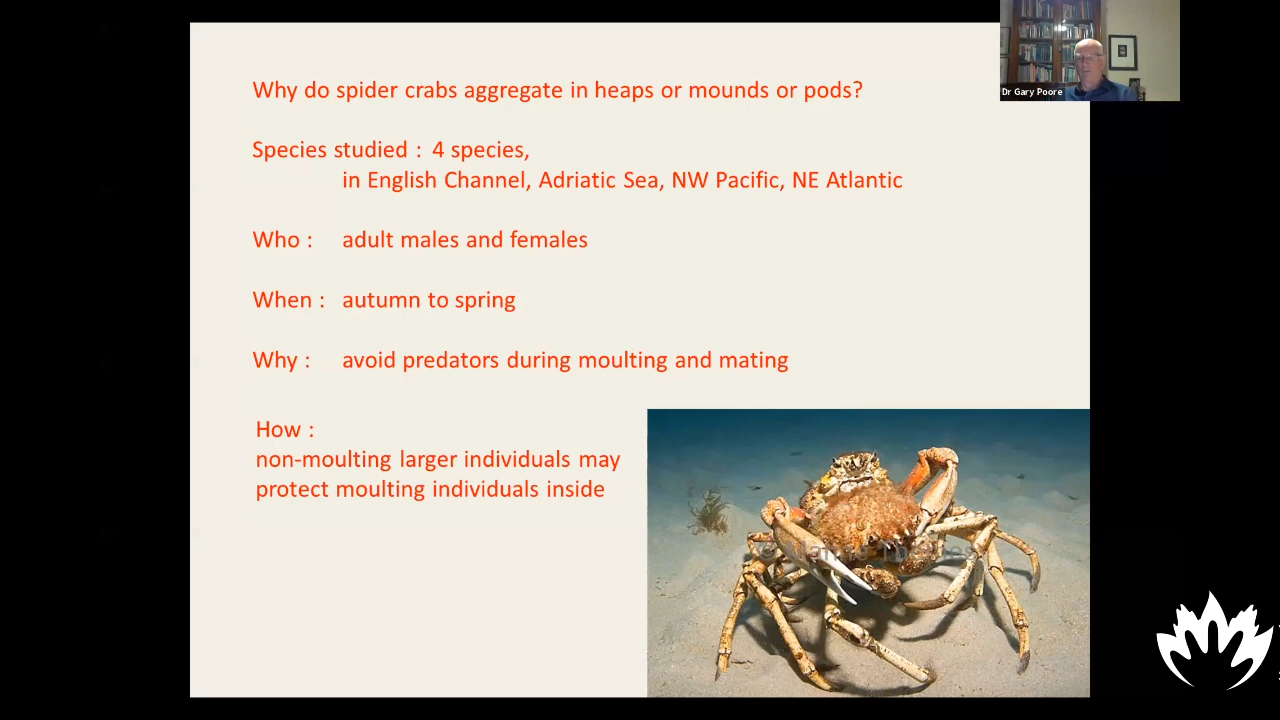 Why do spider crabs aggregate in heaps or mounds or pods?
Species studied : 4 species,
in English Channel, Adriatic Sea, NW Pacific, NE Atlantic
Who : adult males and females
When : autumn to spring
Why : avoid predators during moulting and mating
How :
non-moulting larger individuals may
protect moulting individuals inside
Dr Gary Poore